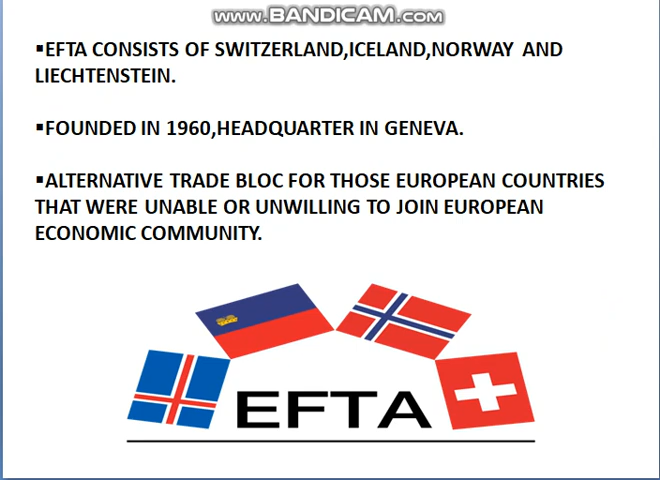 www.BANDICAM.com
▪EFTA CONSISTS OF SWITZERLAND,ICELAND,NORWAY AND
LIECHTENSTEIN.
▪FOUNDED IN 1960,HEADQUARTER IN GENEVA.
▪ALTERNATIVE TRADE BLOC FOR THOSE EUROPEAN COUNTRIES
THAT WERE UNABLE OR UNWILLING TO JOIN EUROPEAN
ECONOMIC COMMUNITY.
EFTA